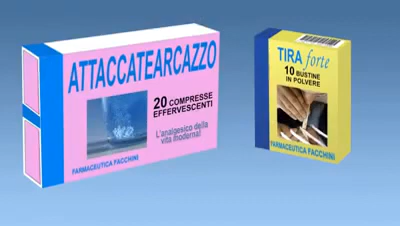 ATTACCATEARCAZZO
20 COMPRESSE
EFFERVESCENTI
L'analgesico della
vita moderna!
FARMACEUTICA FACCHINI
TIRA forte
10 BUSTINE
IN POLVERE
FARMACEUTICA FACCHINI